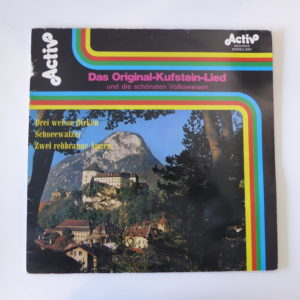 Activ
Activ
Das Original-Kufstein-Lied
und die schönsten Volksweisen
Drei weisse Birken
Schneewalzer
Zwei rehbraune Augen